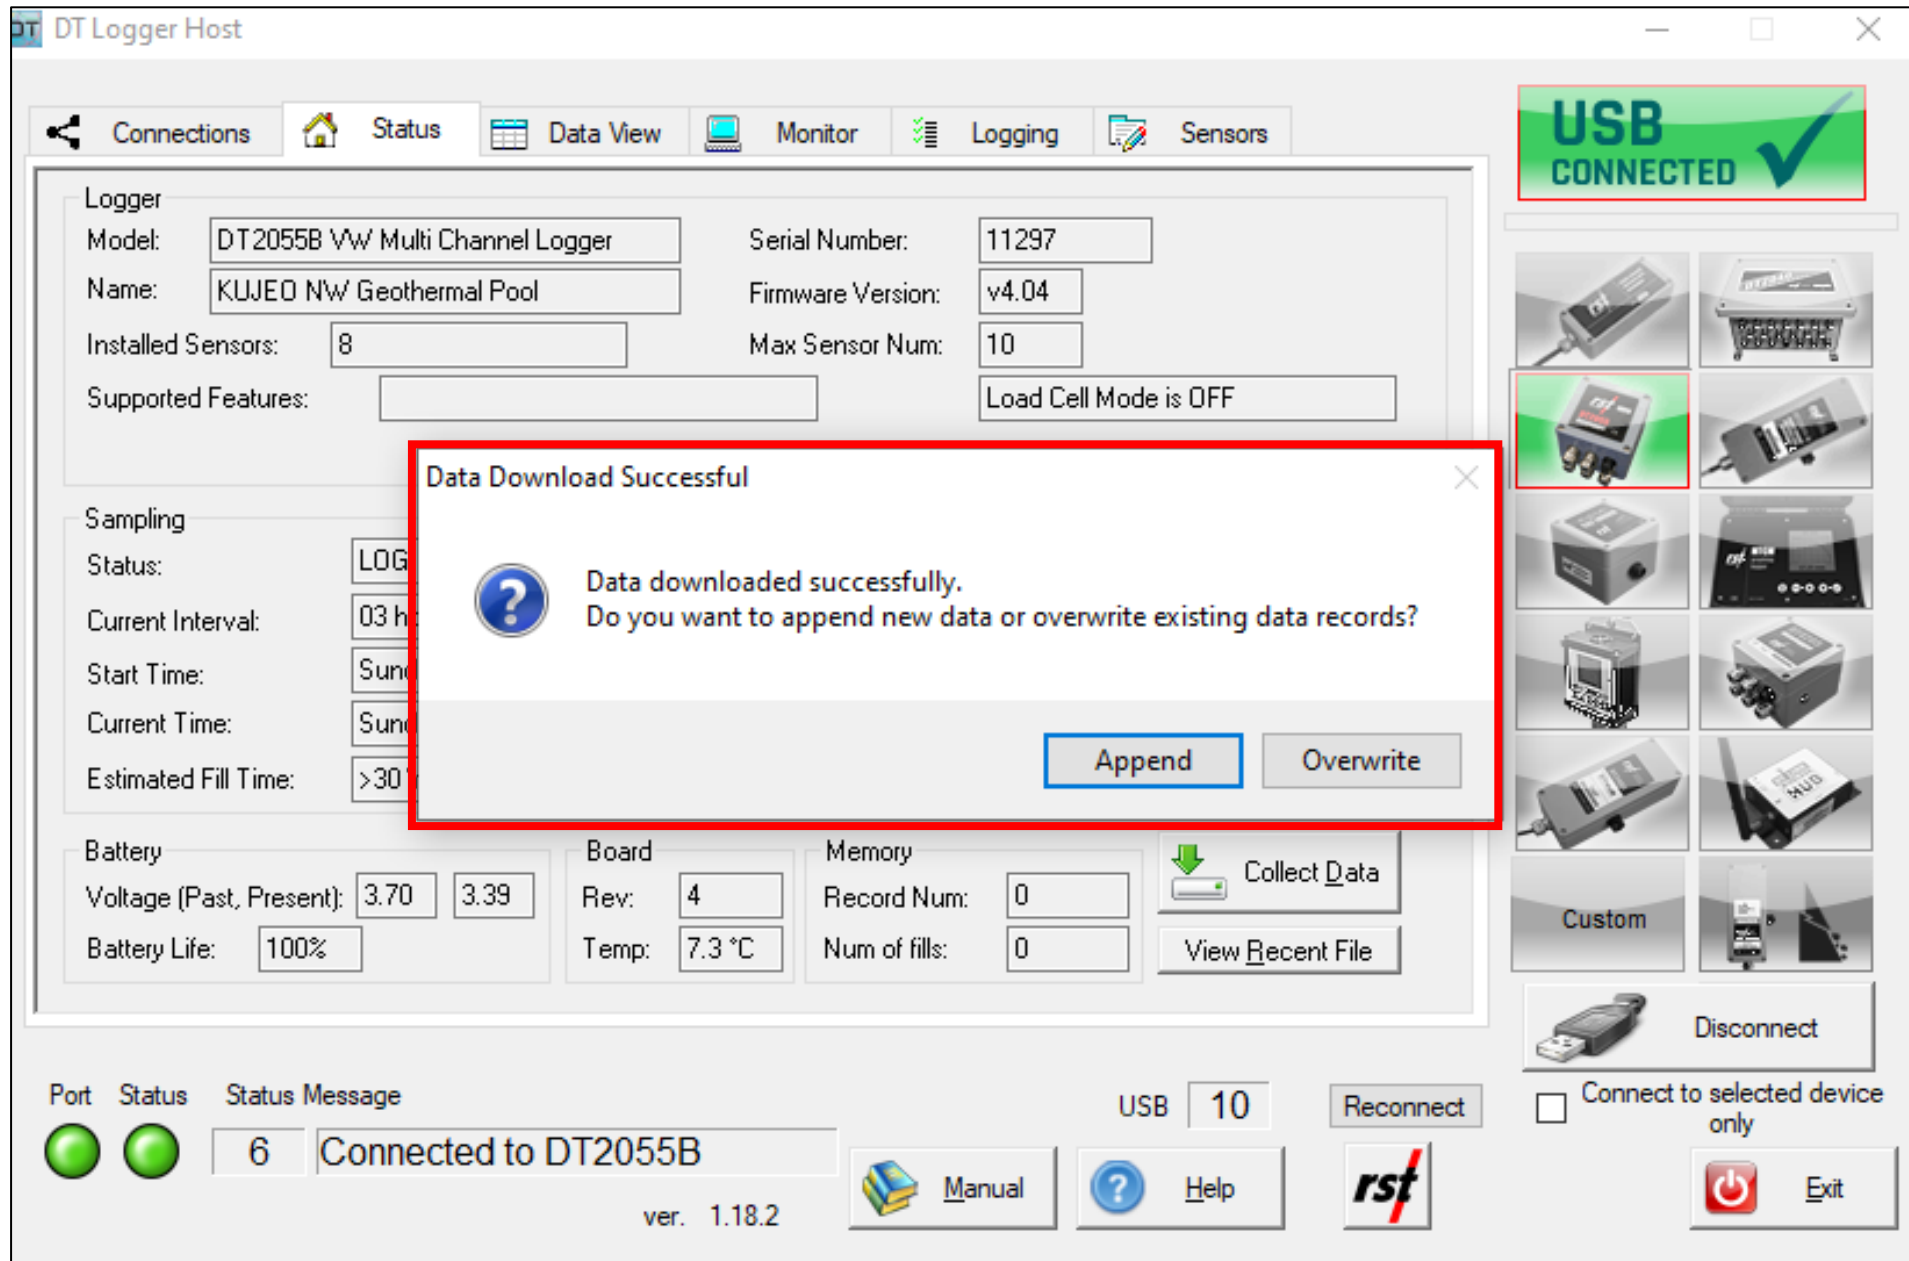 DT DT Logger Host
Connections Status Data View Monitor Logging Sensors
USB
CONNECTED
Logger
Model: DT2055B VW Multi Channel Logger Serial Number: 11297
Name: KUJEO NW Geothermal Pool Firmware Version: v4.04
Installed Sensors: 8 Max Sensor Num: 10
Supported Features: Load Cell Mode is OFF
Data Download Successful
Data downloaded successfully.
Do you want to append new data or overwrite existing data records?
Append Overwrite
Sampling
Status: LOG
Current Interval: 03 h
Start Time: Sun
Current Time: Sun
Estimated Fill Time: >30
Battery
Voltage (Past, Present): 3.70 3.39
Battery Life: 100%
Board
Rev: 4
Temp: 7.3 °C
Memory
Record Num: 0
Num of fills: 0
Collect Data
View Recent File
Custom
Disconnect
Connect to selected device
only
Port Status Status Message
6 Connected to DT2055B
ver. 1.18.2
USB 10 Reconnect
Manual Help rst Exit